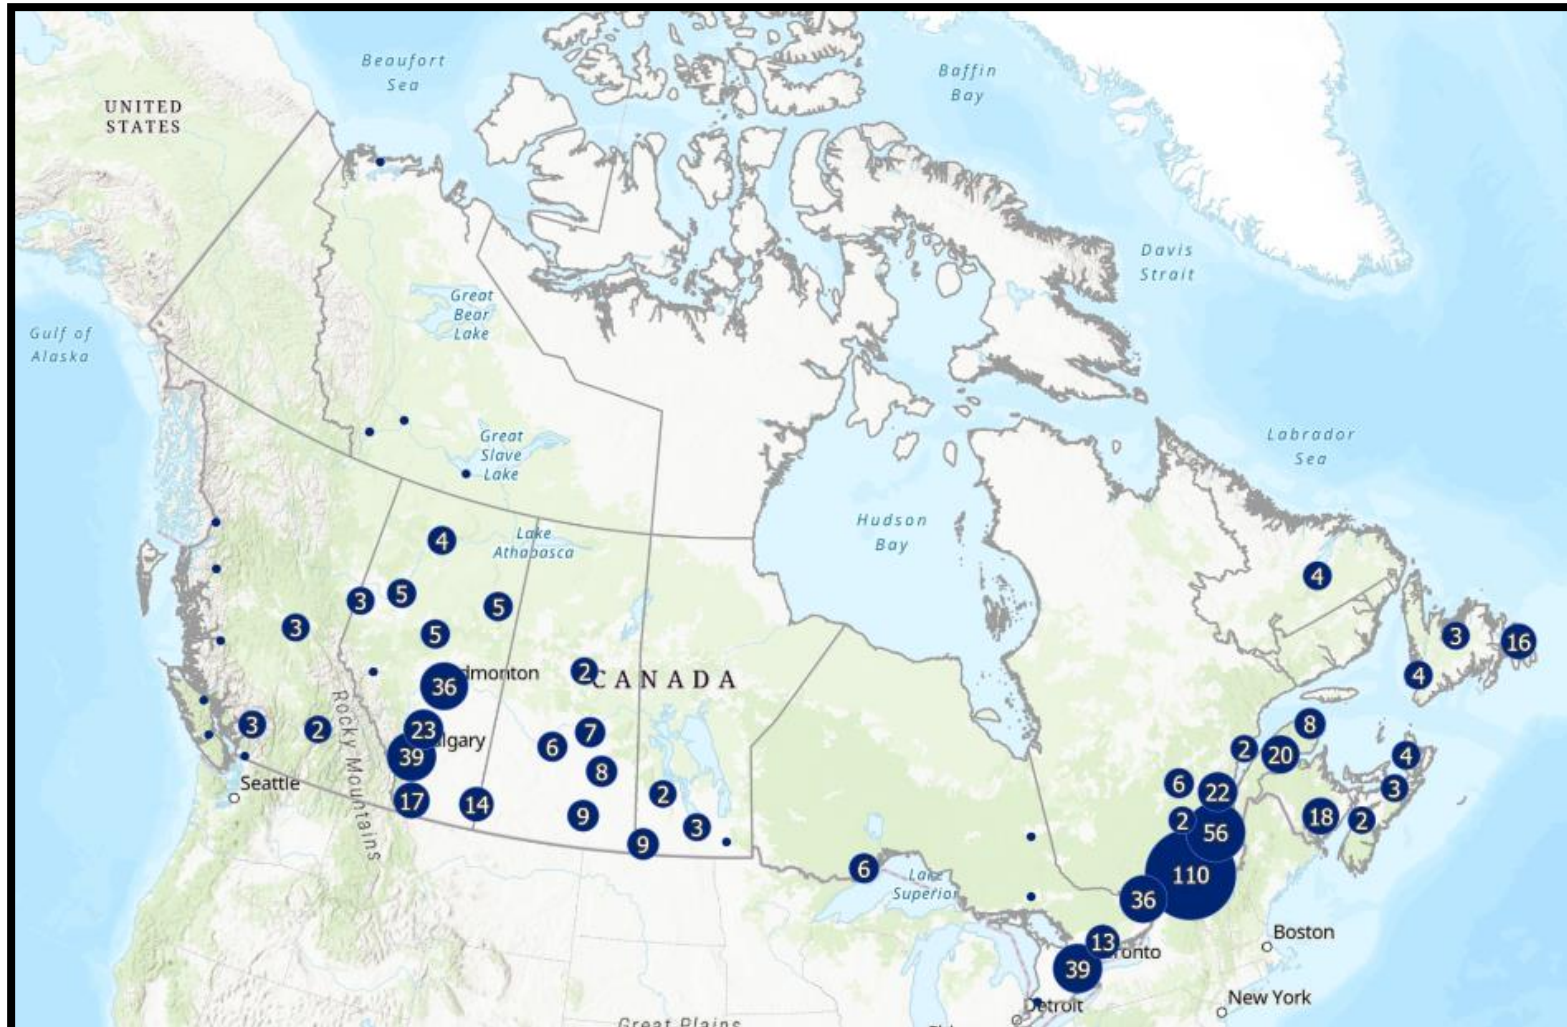 Beaufort
Sea
Baffin
Bay
UNITED
STATES
Davis
Strait
Great
Bear
Lake
Gulf of
Alaska
Great
Slave
Lake
Labrador
Sea
Hudson
Bay
Lake
Athabasca
4
4
5
3
5
3
5
3
16
2
CANADA
4
36
dmonton
Rocky Mountains
3
2
23
algary
39
6
7
8
8
2
20
4
Seattle
17
14
9
2
3
9
6
22
3
2
56
18
2
6
Lake
Superior
110
36
13
ronto
39
Boston
Detroit
New York
Great Plains